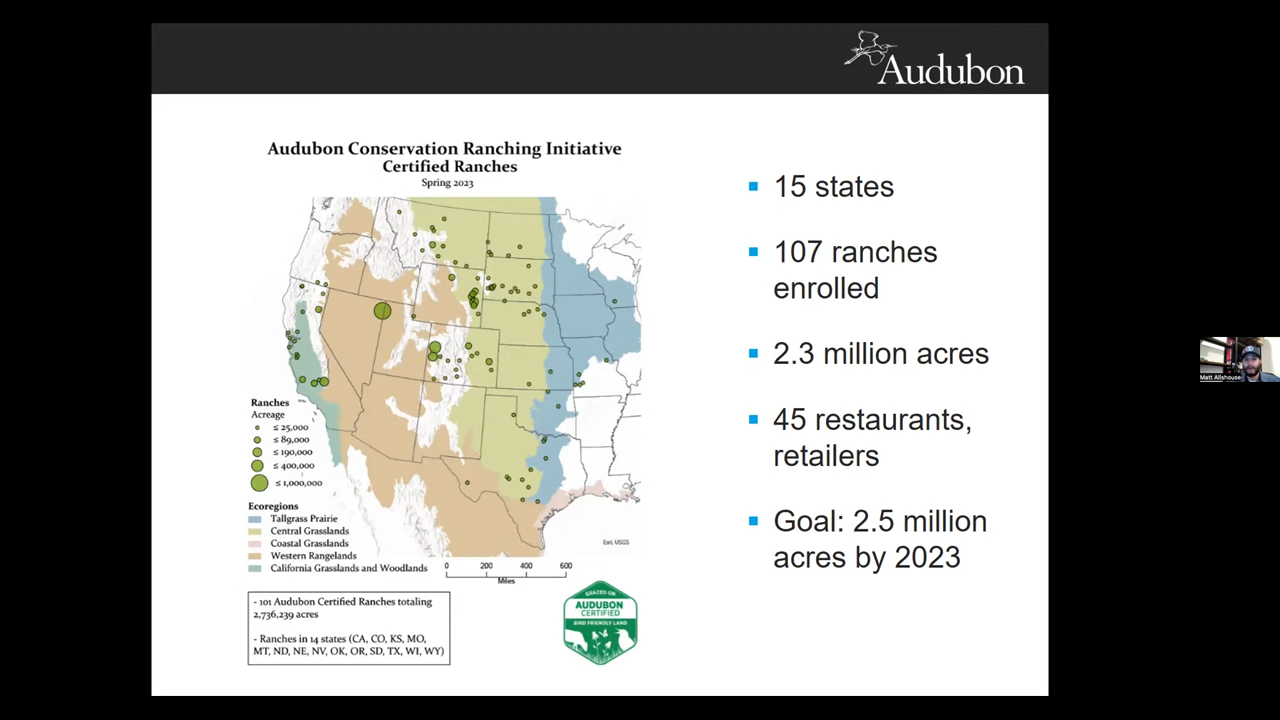 Audubon
Audubon Conservation Ranching Initiative
Certified Ranches
Spring 2023
Ranches
Acreage
≤ 25,000
≤ 89,000
≤ 190,000
≤ 400,000
≤ 1,000,000
Ecoregions
Tallgrass Prairie
Central Grasslands
Coastal Grasslands
Western Rangelands
California Grasslands and Woodlands
Esri, USGS
0 200 400 600
Miles
- 101 Audubon Certified Ranches totaling
2,736,239 acres
- Ranches in 14 states (CA, CO, KS, MO,
MT, ND, NE, NV, OK, OR, SD, TX, WI, WY)
GRAZED ON
AUDUBON
CERTIFIED
BIRD FRIENDLY LAND
15 states
107 ranches
enrolled
2.3 million acres
45 restaurants,
retailers
Goal: 2.5 million
acres by 2023
Matt Allshouse